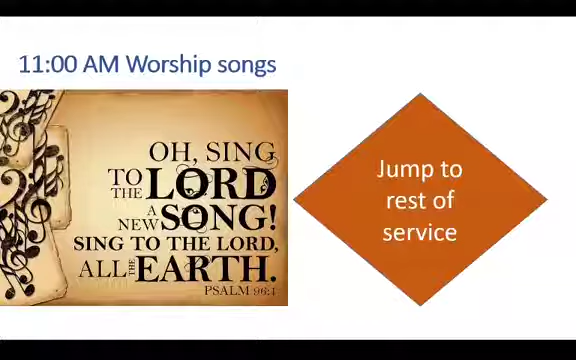 11:00 AM Worship songs
OH, SING
TO THE LORD
A NEW SONG!
SING TO THE LORD,
ALL THE EARTH.
PSALM 96:1
Jump to
rest of
service